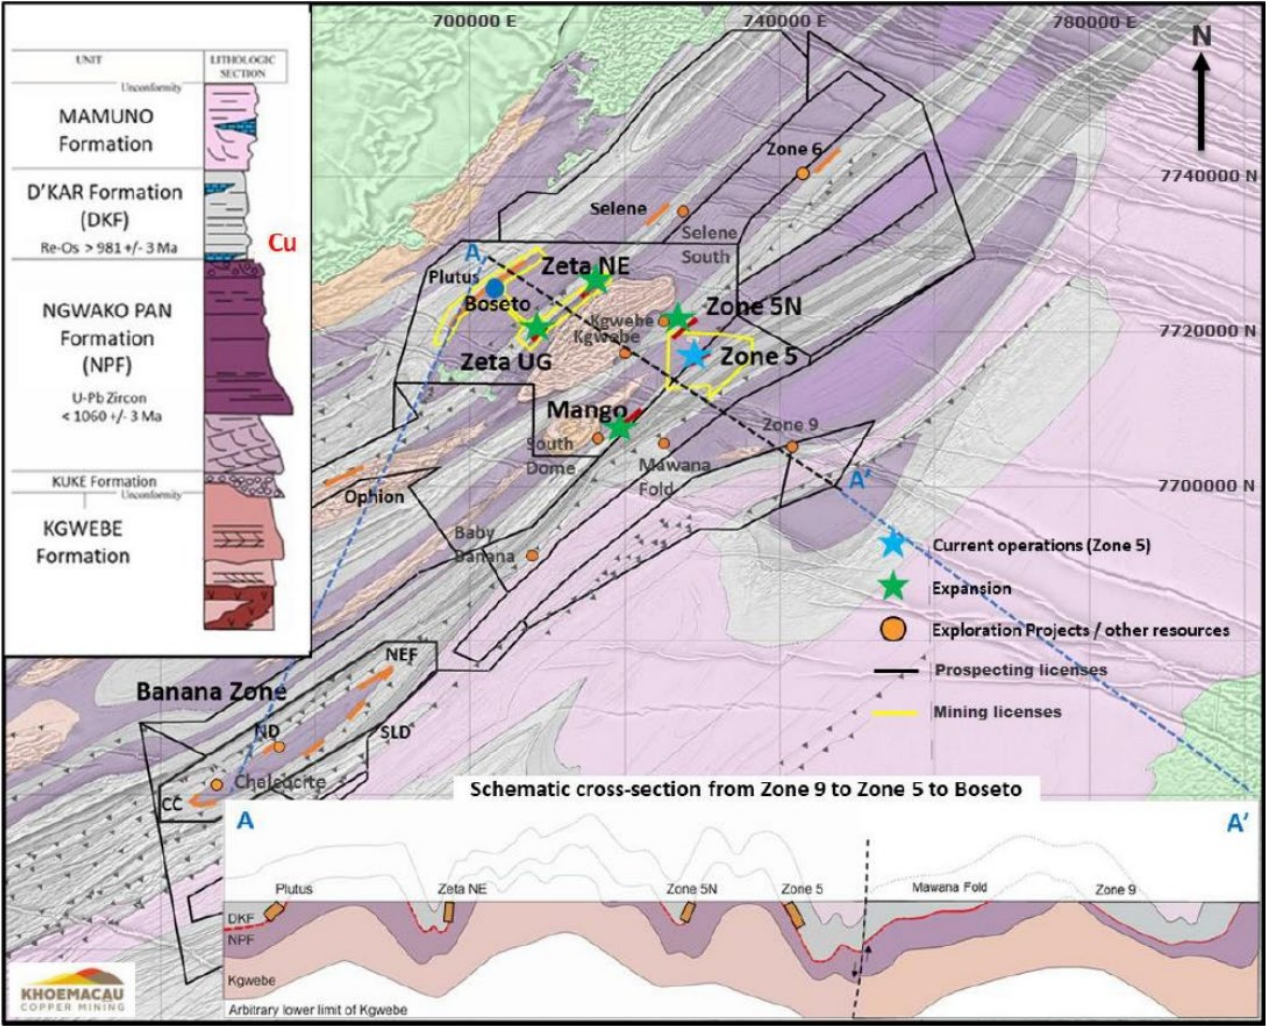 UNIT
LITHOLOGIC
SECTION
Unconformity
MAMUNO
Formation
D'KAR Formation
(DKF)
Re-Os > 981 +/- 3 Ma
Cu
NGWAKO PAN
Formation
(NPF)
U-Pb Zircon
< 1060 +/- 3 Ma
KUKE Formation
Unconformity
KGWEBE
Formation
700000 E
740000 E
780000 E
N
7740000 N
7720000 N
7700000 N
Zone 6
Selene
Selene
South
A
Plutus
Boseto
Zeta NE
Zeta UG
Kgwebe
Kgwebe
Zone 5N
Zone 5
Mango
South
Dome
Mawana
Fold
Zone 9
A'
Ophion
Baby
Banana
NEF
Banana Zone
ND
SLD
Chalcocite
CC
Current operations (Zone 5)
Expansion
Exploration Projects / other resources
Prospecting licenses
Mining licenses
Schematic cross-section from Zone 9 to Zone 5 to Boseto
A
A'
Plutus
Zeta NE
Zone 5N
Zone 5
Mawana Fold
Zone 9
DKF
NPF
Kgwebe
Arbitrary lower limit of Kgwebe
KHOEMACAU
COPPER MINING